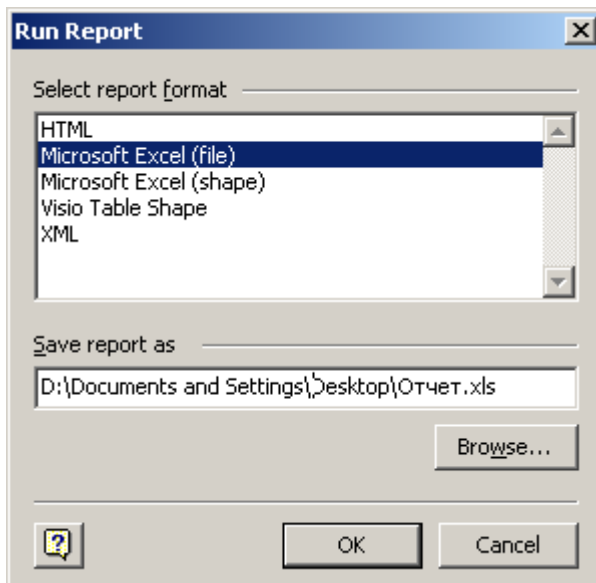 Run Report
Select report format
HTML
Microsoft Excel (file)
Microsoft Excel (shape)
Visio Table Shape
XML
Save report as
D:\Documents and Settings\Desktop\Отчет.xls
Browse...
OK
Cancel